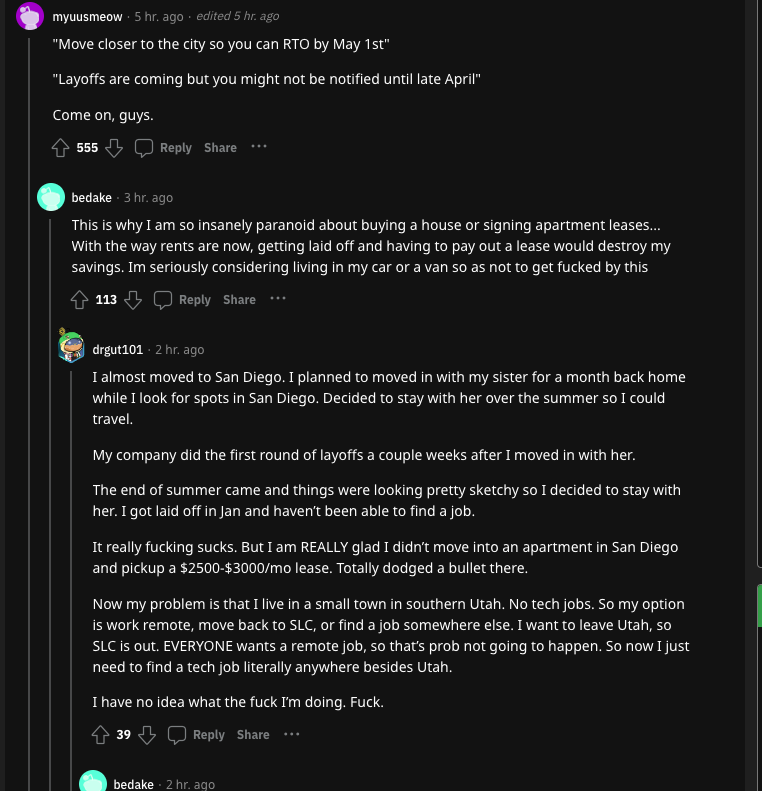 myuusmeow · 5 hr. ago · edited 5 hr. ago
"Move closer to the city so you can RTO by May 1st"
"Layoffs are coming but you might not be notified until late April"
Come on, guys.
555 Reply Share ···
bedake · 3 hr. ago
This is why I am so insanely paranoid about buying a house or signing apartment leases...
With the way rents are now, getting laid off and having to pay out a lease would destroy my
savings. Im seriously considering living in my car or a van so as not to get fucked by this
113 Reply Share ···
drgut101 · 2 hr. ago
I almost moved to San Diego. I planned to moved in with my sister for a month back home
while I look for spots in San Diego. Decided to stay with her over the summer so I could
travel.
My company did the first round of layoffs a couple weeks after I moved in with her.
The end of summer came and things were looking pretty sketchy so I decided to stay with
her. I got laid off in Jan and haven’t been able to find a job.
It really fucking sucks. But I am REALLY glad I didn’t move into an apartment in San Diego
and pickup a $2500-$3000/mo lease. Totally dodged a bullet there.
Now my problem is that I live in a small town in southern Utah. No tech jobs. So my option
is work remote, move back to SLC, or find a job somewhere else. I want to leave Utah, so
SLC is out. EVERYONE wants a remote job, so that’s prob not going to happen. So now I just
need to find a tech job literally anywhere besides Utah.
I have no idea what the fuck I’m doing. Fuck.
39 Reply Share ···
bedake · 2 hr. ago